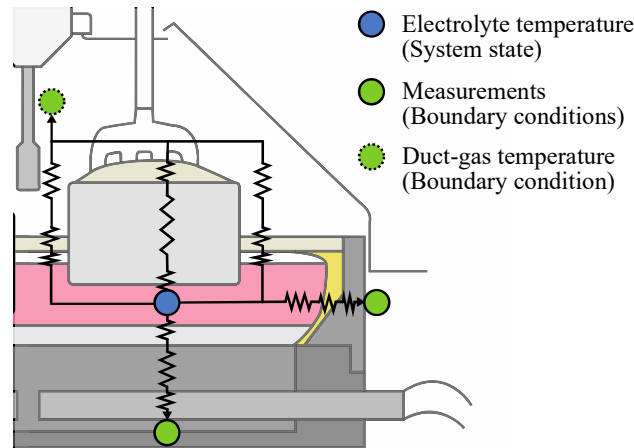 Electrolyte temperature
(System state)
Measurements
(Boundary conditions)
Duct-gas temperature
(Boundary condition)